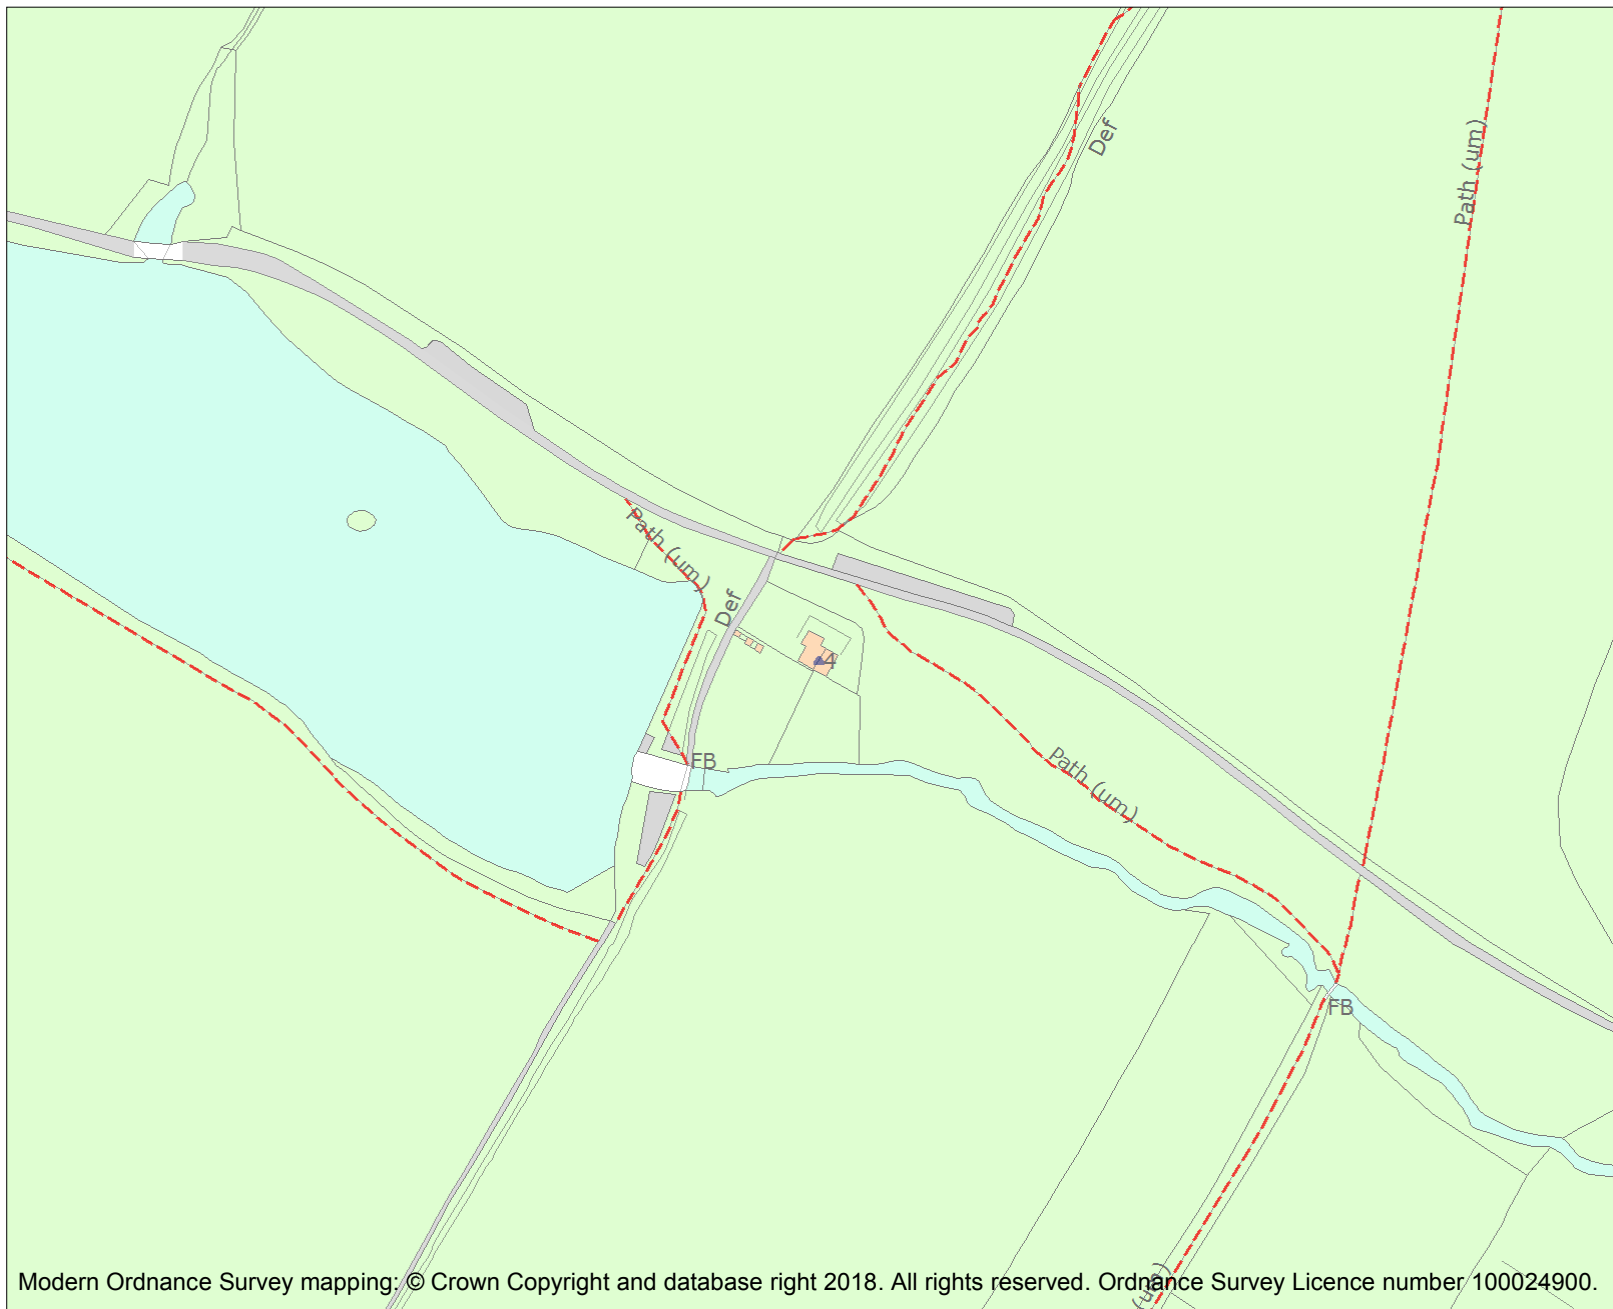 Def
Path (um)
Path (um)
Def
4
FB
Path (um)
FB
(um)
Modern Ordnance Survey mapping: © Crown Copyright and database right 2018. All rights reserved. Ordnance Survey Licence number 100024900.